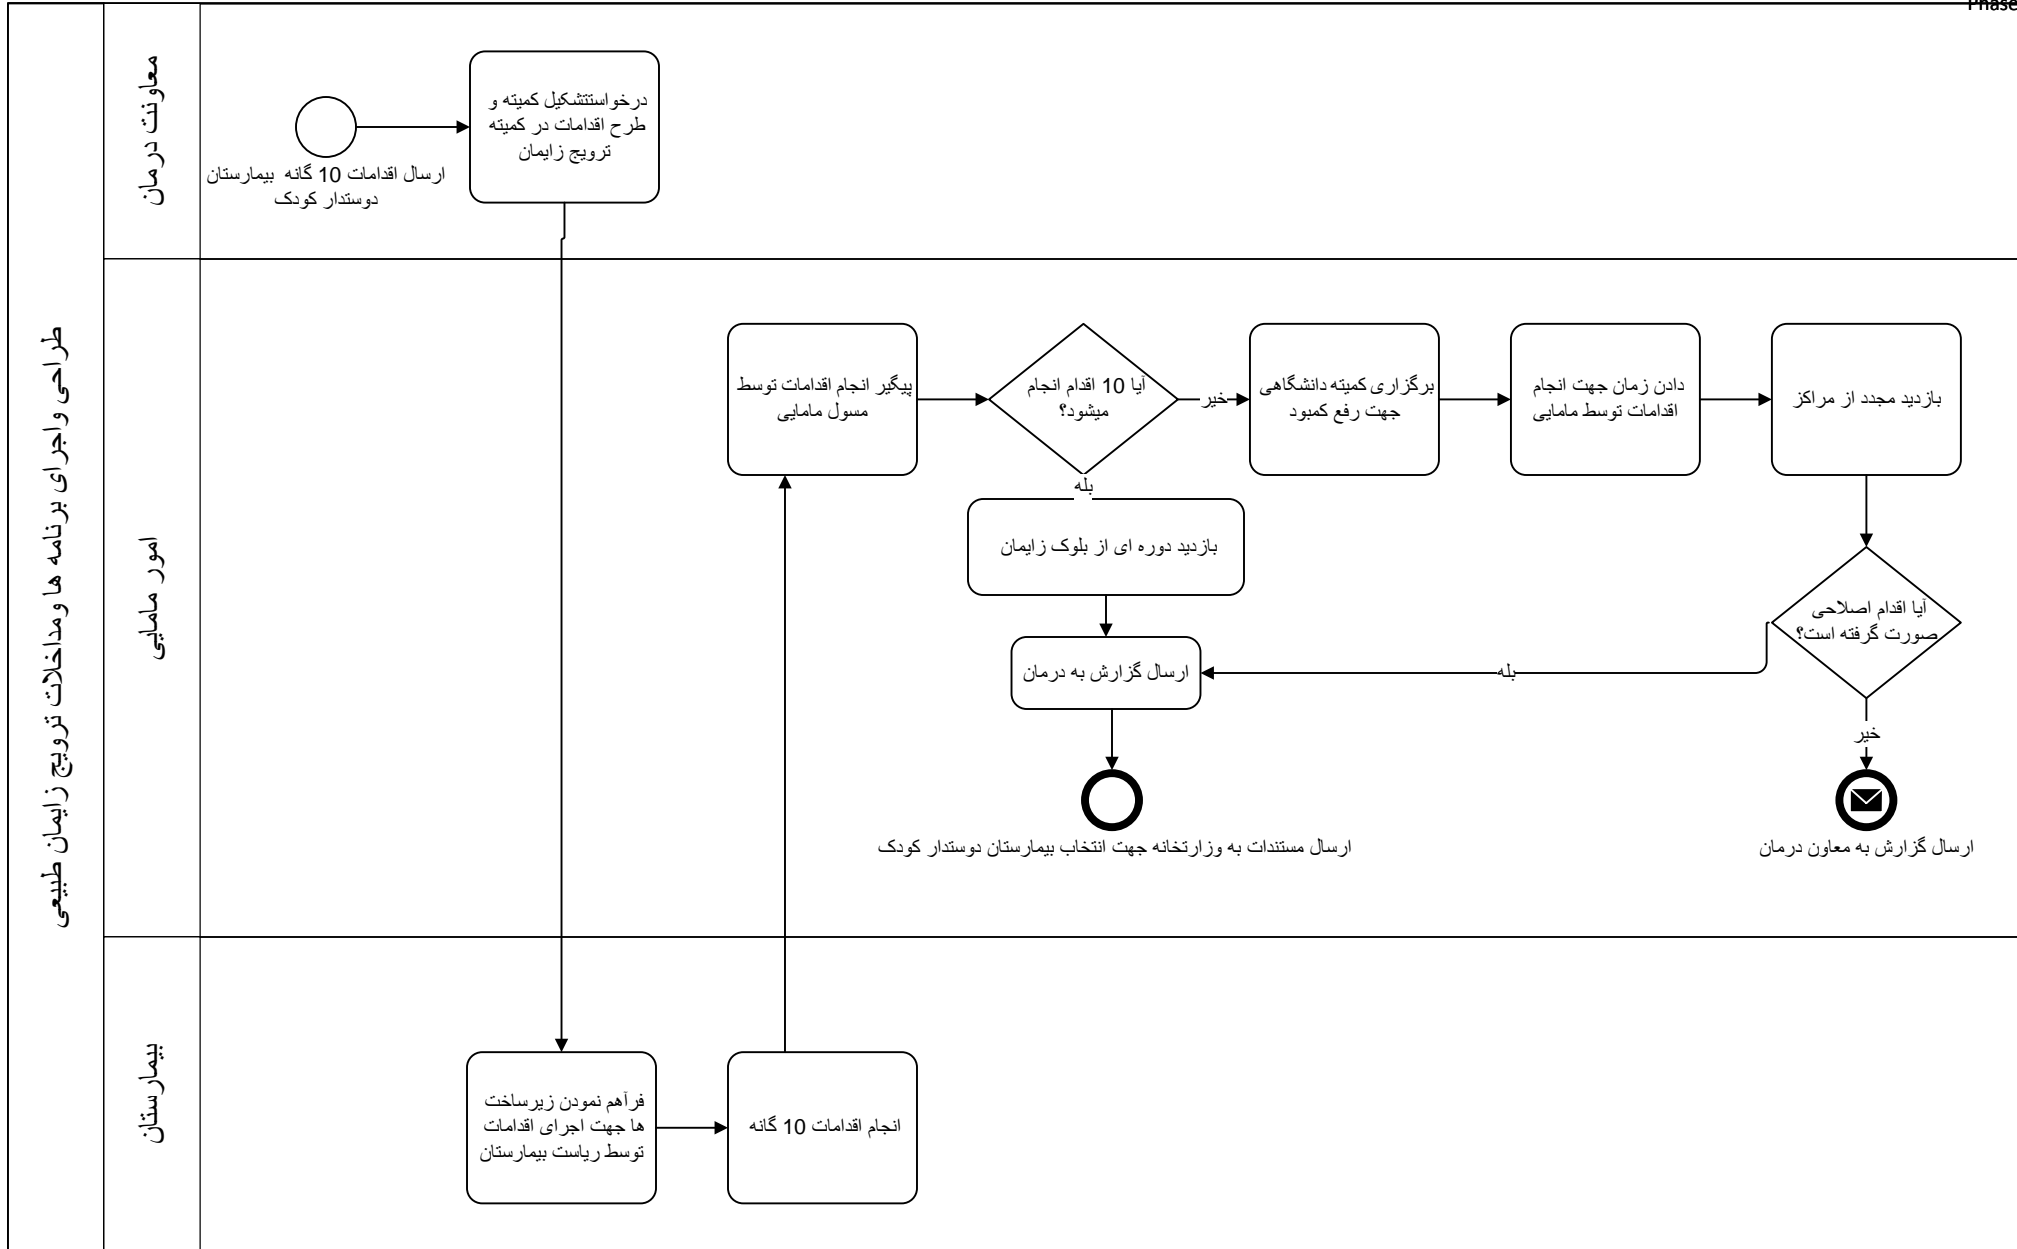 Phase
طراحی واجرای برنامه ها ومداخلات ترویج زایمان طبیعی
معاونت درمان
ارسال اقدامات 10 گانه  بیمارستان
دوستدار کودک
درخواستتشکیل کمیته و
طرح اقدامات در کمیته
ترویج زایمان
امور مامایی
پیگیر انجام اقدامات توسط
مسول مامایی
آیا 10 اقدام انجام
میشود؟
خیر
بله
برگزاری کمیته دانشگاهی
جهت رفع کمبود
دادن زمان جهت انجام
اقدامات توسط مامایی
بازدید مجدد از مراکز
بازدید دوره ای از بلوک زایمان
آیا اقدام اصلاحی
صورت گرفته است؟
بله
خیر
ارسال گزارش به درمان
ارسال مستندات به وزارتخانه جهت انتخاب بیمارستان دوستدار کودک
ارسال گزارش به معاون درمان
بیمارستان
فرآهم نمودن زیرساخت
ها جهت اجرای اقدامات
توسط ریاست بیمارستان
انجام اقدامات 10 گانه